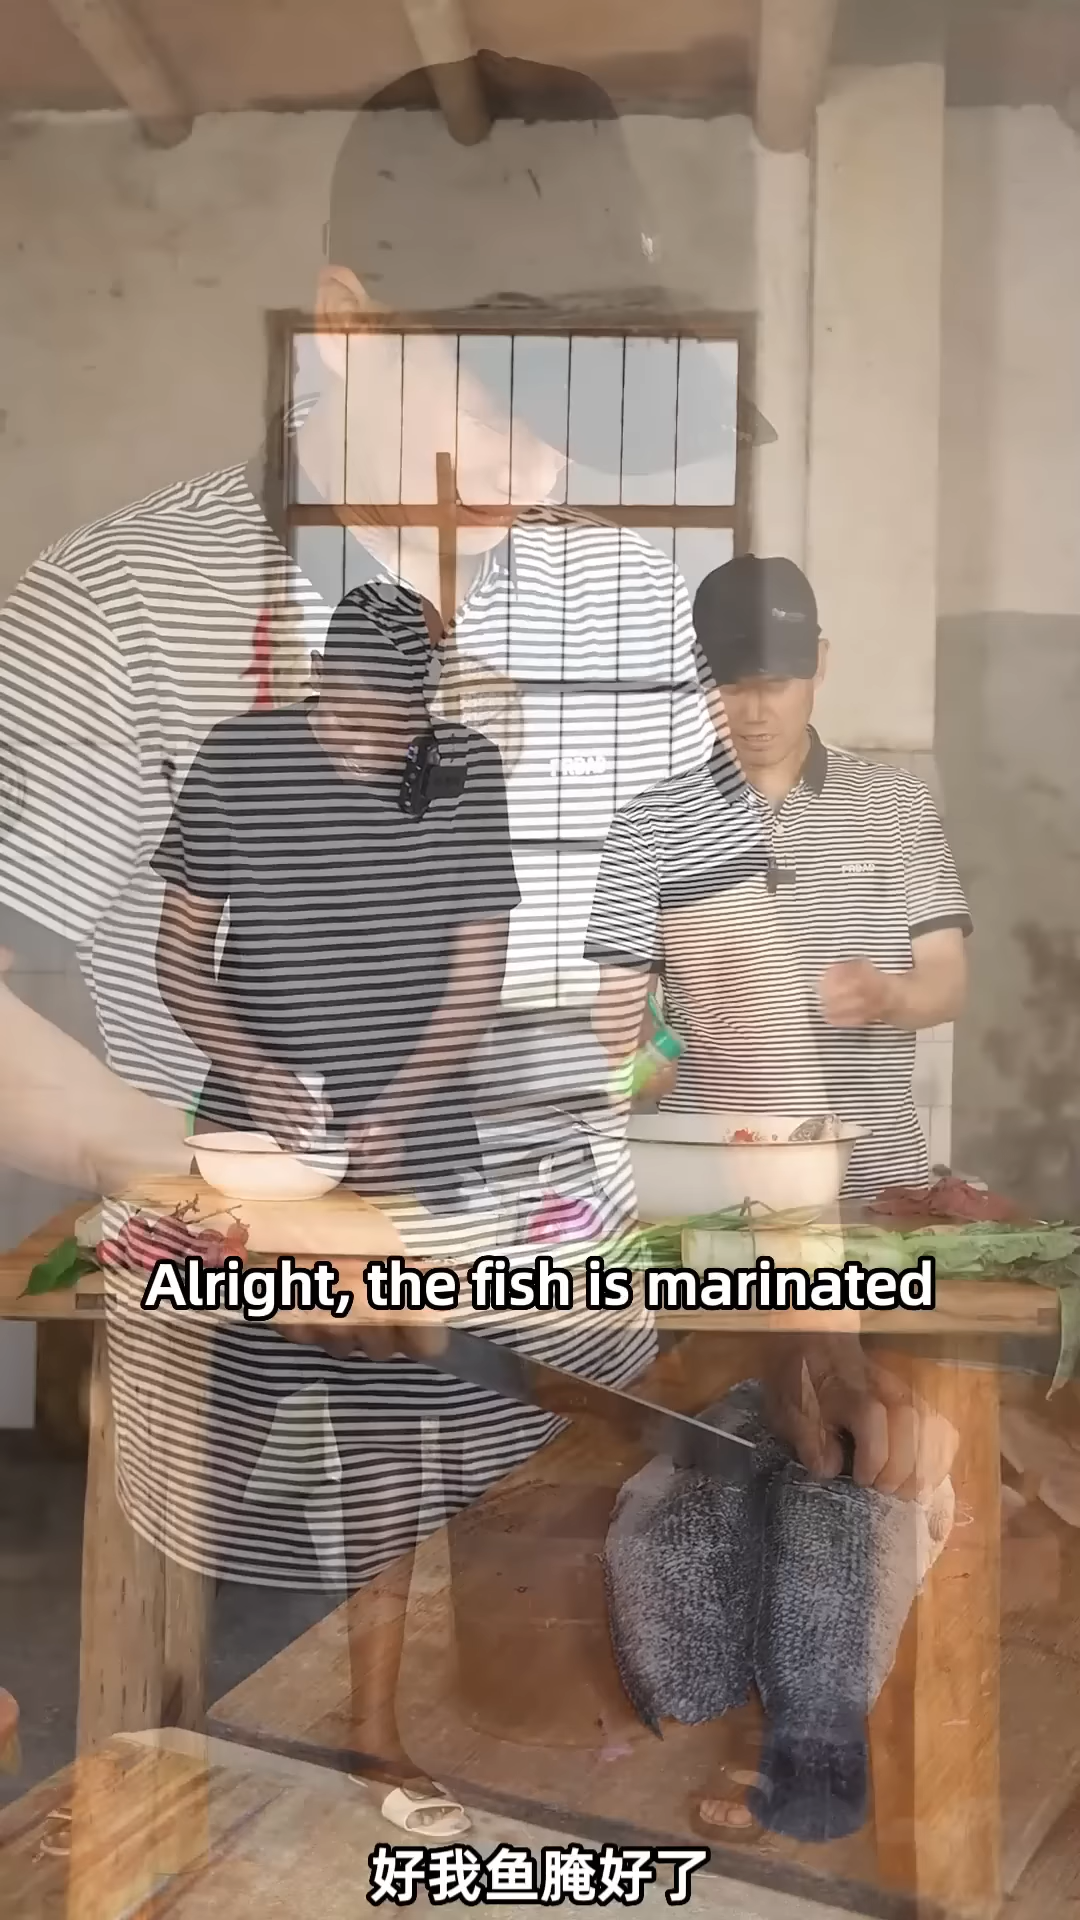 Alright, the fish is marinated
好我鱼腌好了